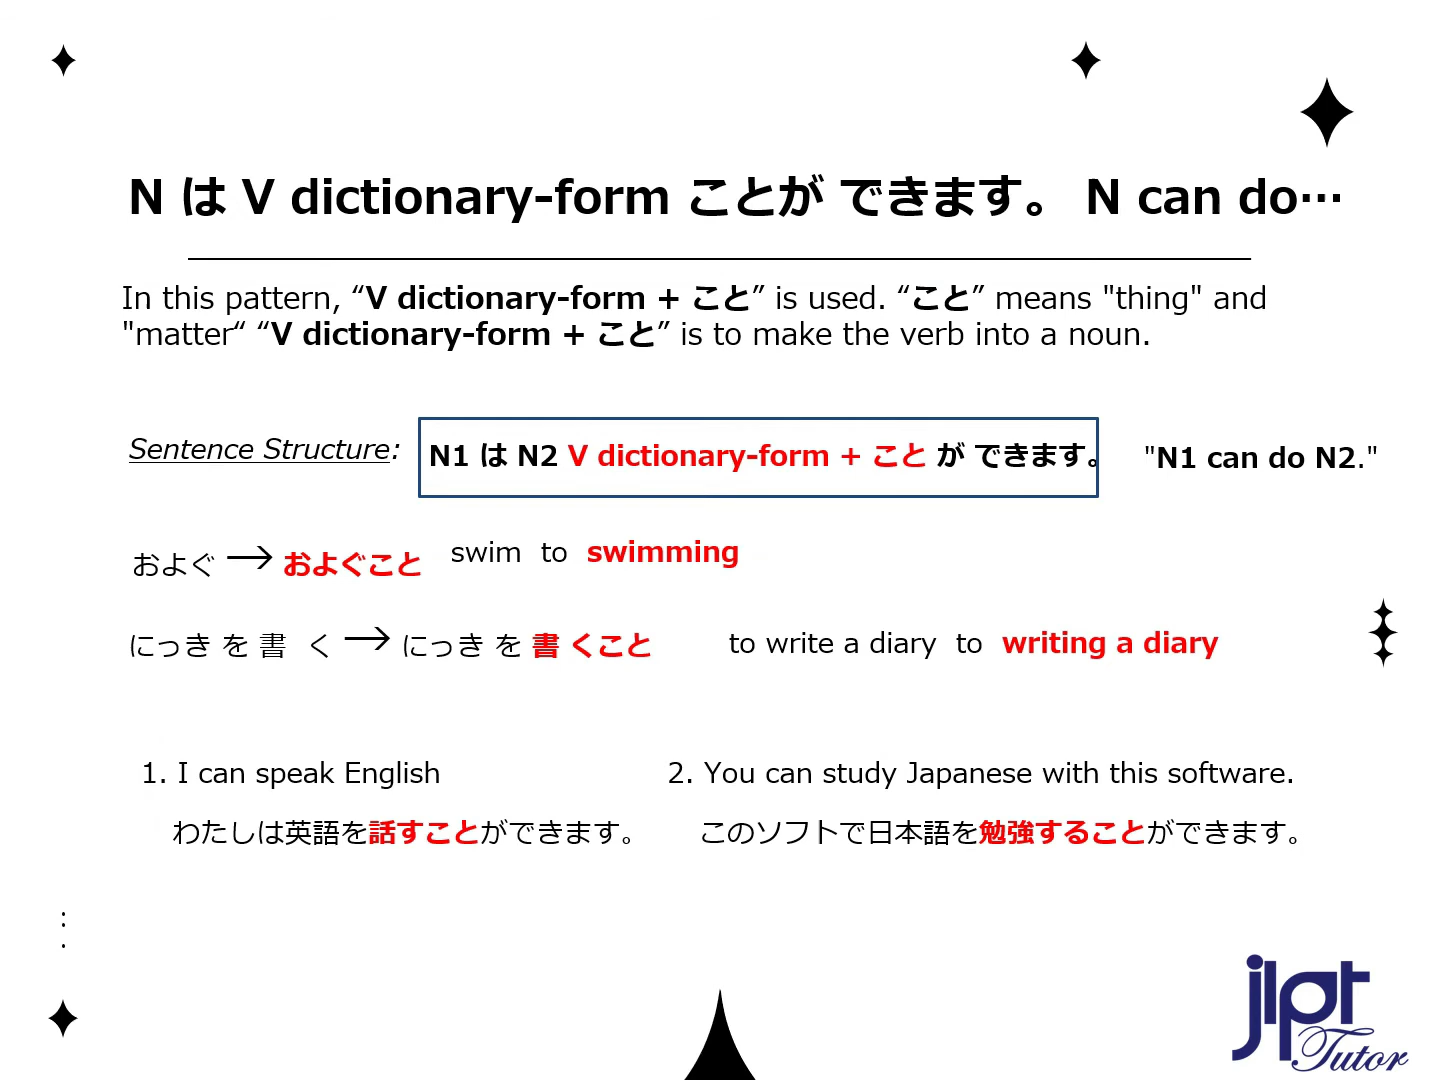 N は V dictionary-form ことが できます。 N can do…
In this pattern, “V dictionary-form + こと” is used. “こと” means "thing" and
"matter“ “V dictionary-form + こと” is to make the verb into a noun.
Sentence Structure: N1 は N2 V dictionary-form + こと が できます。 "N1 can do N2."
およぐ → およぐこと swim to swimming
にっき を 書 く → にっき を 書 くこと to write a diary to writing a diary
1. I can speak English 2. You can study Japanese with this software.
わたしは英語を話すことができます。 このソフトで日本語を勉強することができます。
:
.
jlpt
Tutor